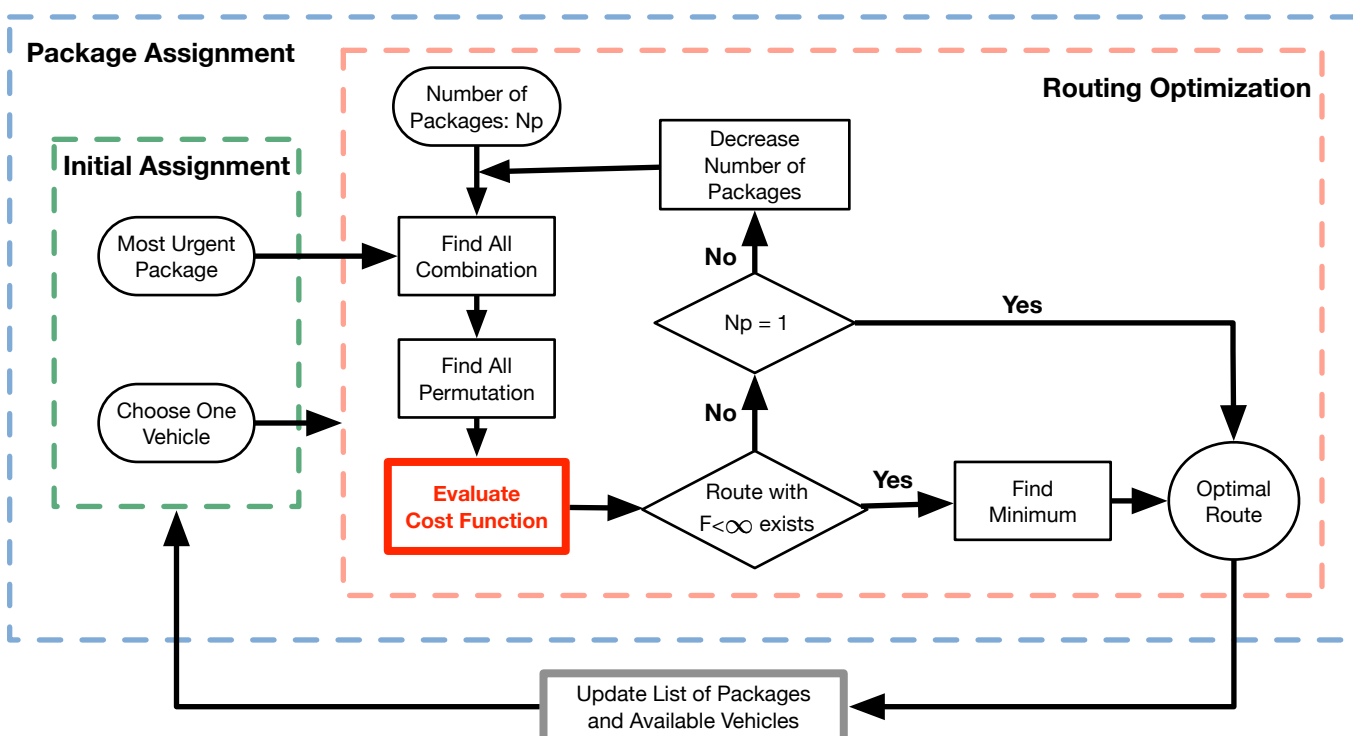 Package Assignment
Routing Optimization
Initial Assignment
Number of
Packages: Np
Decrease
Number of
Packages
Most Urgent
Package
Find All
Combination
No
Np = 1
Yes
Find All
Permutation
Choose One
Vehicle
No
Evaluate
Cost Function
Route with
F<∞ exists
Yes
Find
Minimum
Optimal
Route
Update List of Packages
and Available Vehicles